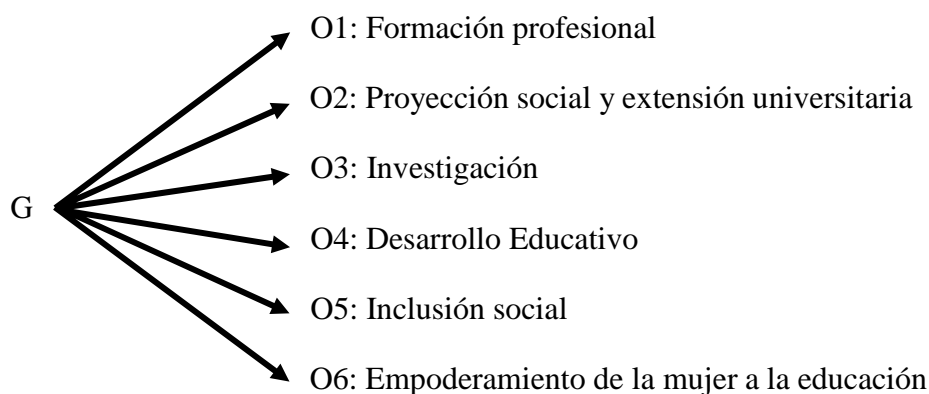 O1: Formación profesional
O2: Proyección social y extensión universitaria
O3: Investigación
G
O4: Desarrollo Educativo
O5: Inclusión social
O6: Empoderamiento de la mujer a la educación